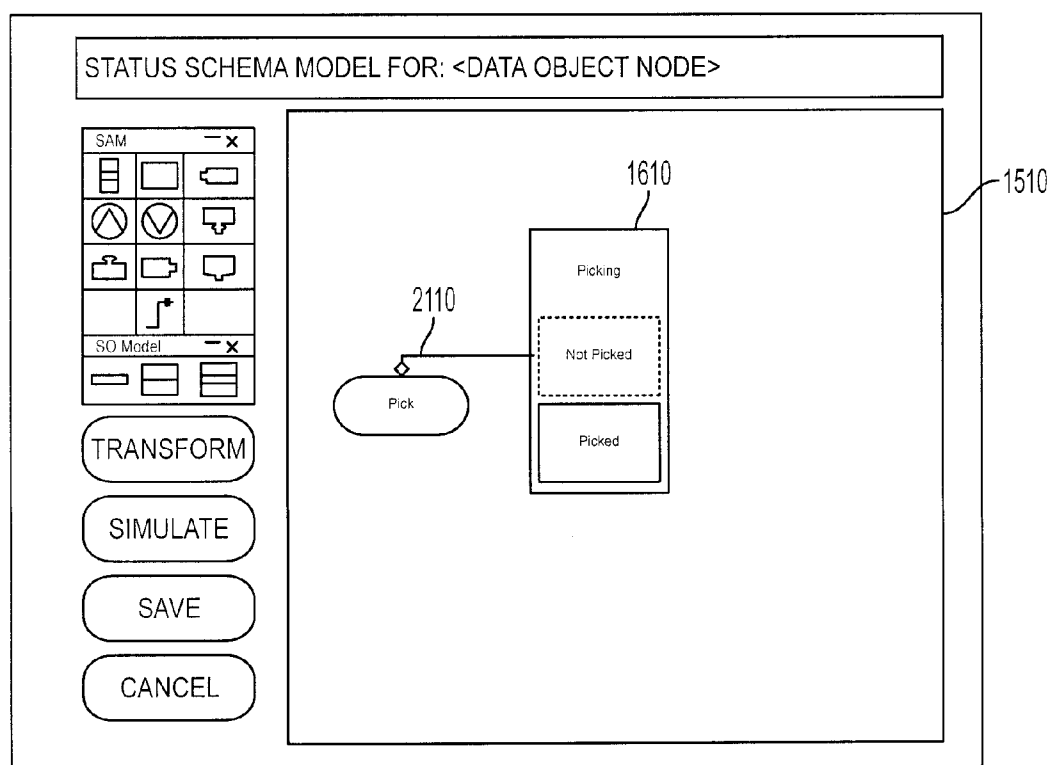 STATUS SCHEMA MODEL FOR: <DATA OBJECT NODE>
SAM
1610
1510
Picking
2110
Not Picked
SO Model
Pick
Picked
TRANSFORM
SIMULATE
SAVE
CANCEL